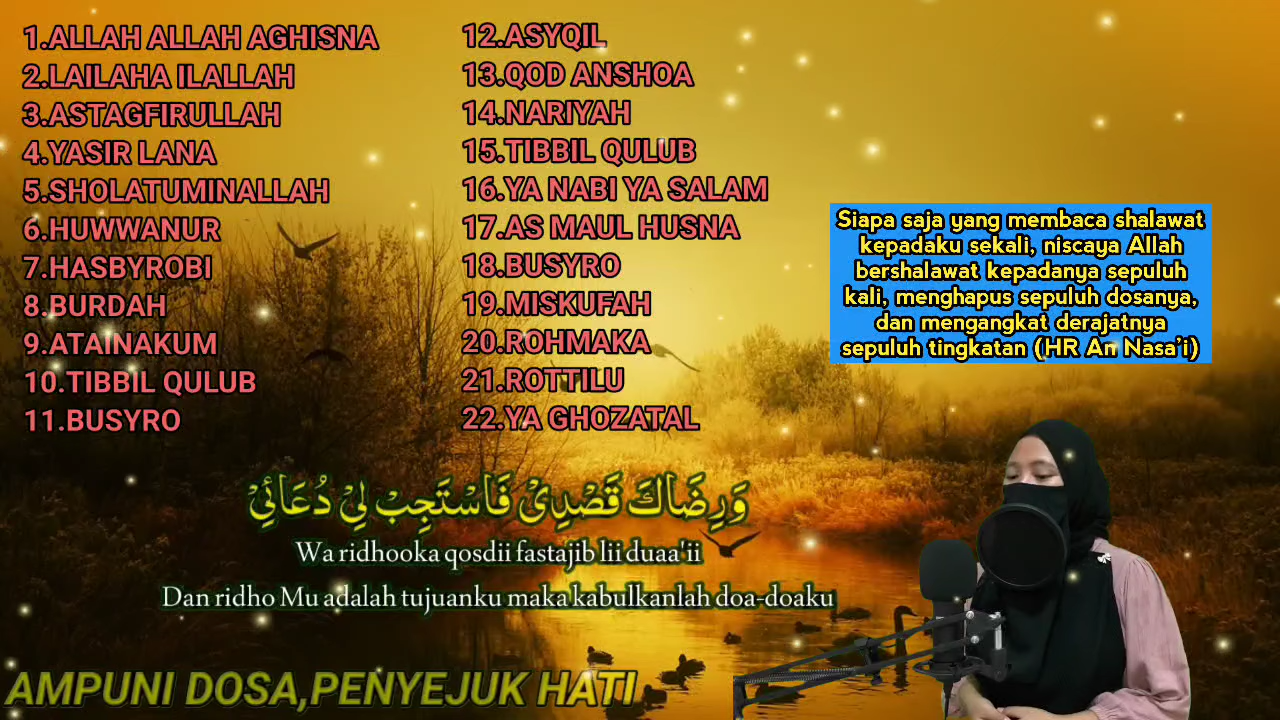 1.ALLAH ALLAH AGHISNA
2.LAILAHA ILALLAH
3.ASTAGFIRULLAH
4.YASIR LANA
5.SHOLATUMINALLAH
6.HUWWANUR
7.HASBYROBI
8.BURDAH
9.ATAINAKUM
10.TIBBIL QULUB
11.BUSYRO
12.ASYQIL
13.QOD ANSHOA
14.NARIYAH
15.TIBBIL QULUB
16.YA NABI YA SALAM
17.AS MAUL HUSNA
18.BUSYRO
19.MISKUFAH
20.ROHMAKA
21.ROTTILU
22.YA GHOZATAL
Siapa saja yang membaca shalawat
kepadaku sekali, niscaya Allah
bershalawat kepadanya sepuluh
kali, menghapus sepuluh dosanya,
dan mengangkat derajatnya
sepuluh tingkatan (HR An Nasa'i)
وَرِضَاكَ قَصْدِيْ فَاسْتَجِبْ لِيْ دُعَائِيْ
Wa ridhooka qosdii fastajib lii duaa'ii
Dan ridho Mu adalah tujuanku maka kabulkanlah doa-doaku
AMPUNI DOSA,PENYEJUK HATI